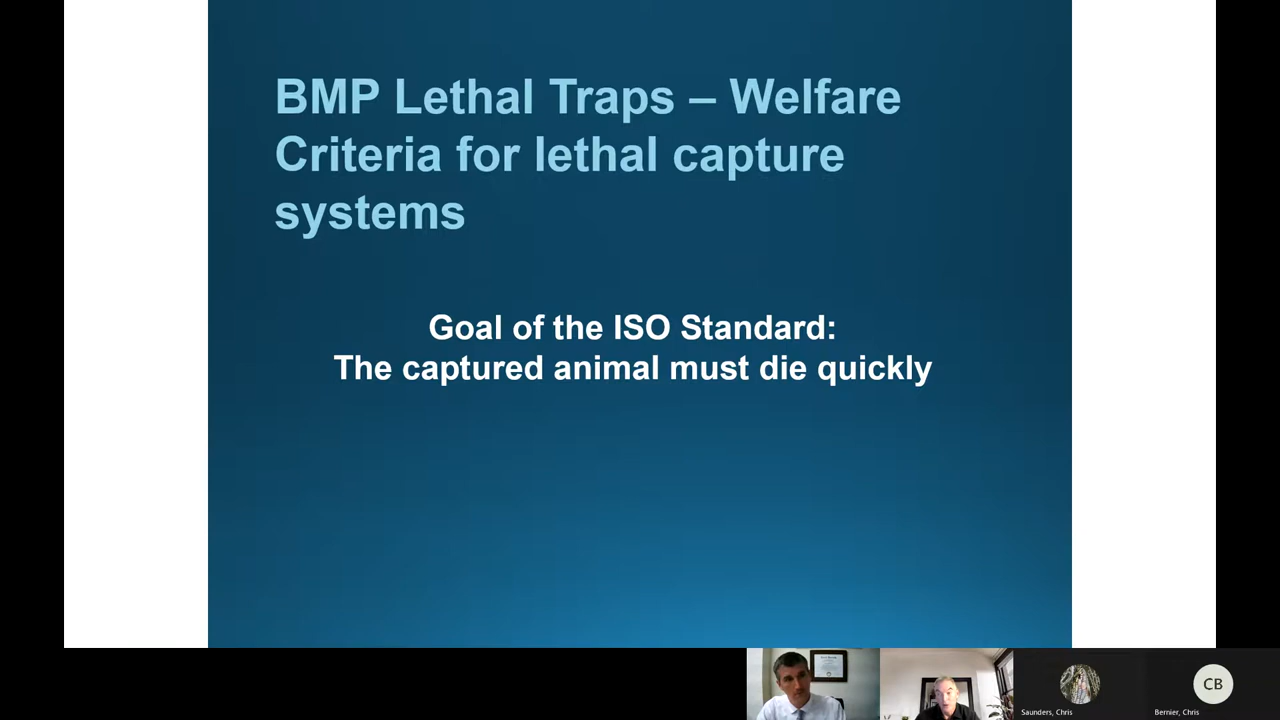 BMP Lethal Traps – Welfare
Criteria for lethal capture
systems
Goal of the ISO Standard:
The captured animal must die quickly
Saunders, Chris
CB
Bernier, Chris